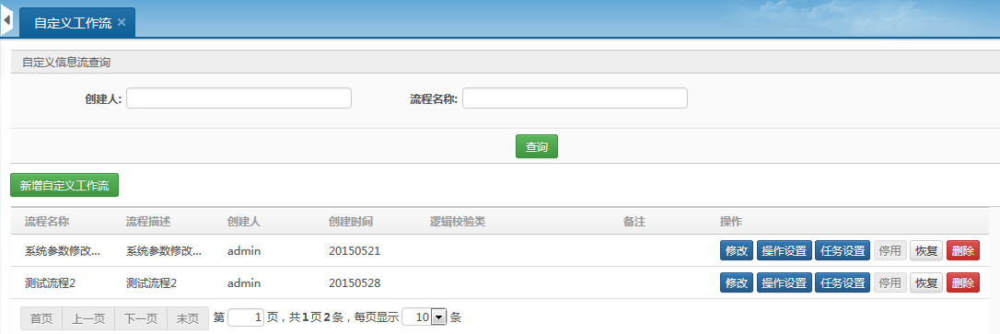 自定义工作流 ×
自定义信息流查询
创建人: 流程名称:
查询
新增自定义工作流
流程名称 流程描述 创建人 创建时间 逻辑校验类 备注 操作
系统参数修改... 系统参数修改... admin 20150521 修改 操作设置 任务设置 停用 恢复 删除
测试流程2 测试流程2 admin 20150528 修改 操作设置 任务设置 停用 恢复 删除
首页 上一页 下一页 末页 第 1 页，共1页2条，每页显示 10 条